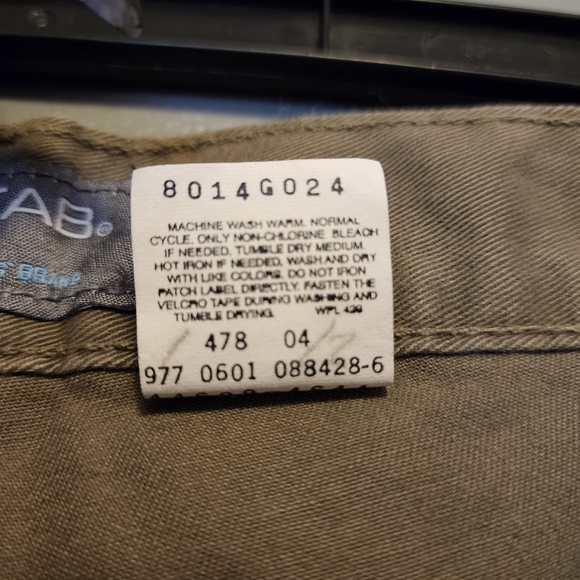 TAB®
8014G024
MACHINE WASH WARM. NORMAL
CYCLE. ONLY NON-CHLORINE BLEACH
IF NEEDED. TUMBLE DRY MEDIUM.
HOT IRON IF NEEDED. WASH AND DRY
WITH LIKE COLORS. DO NOT IRON
PATCH LABEL DIRECTLY. FASTEN THE
VELCRO TAPE DURING WASHING AND
TUMBLE DRYING. WPL 423
478 04
977 0601 088428-6